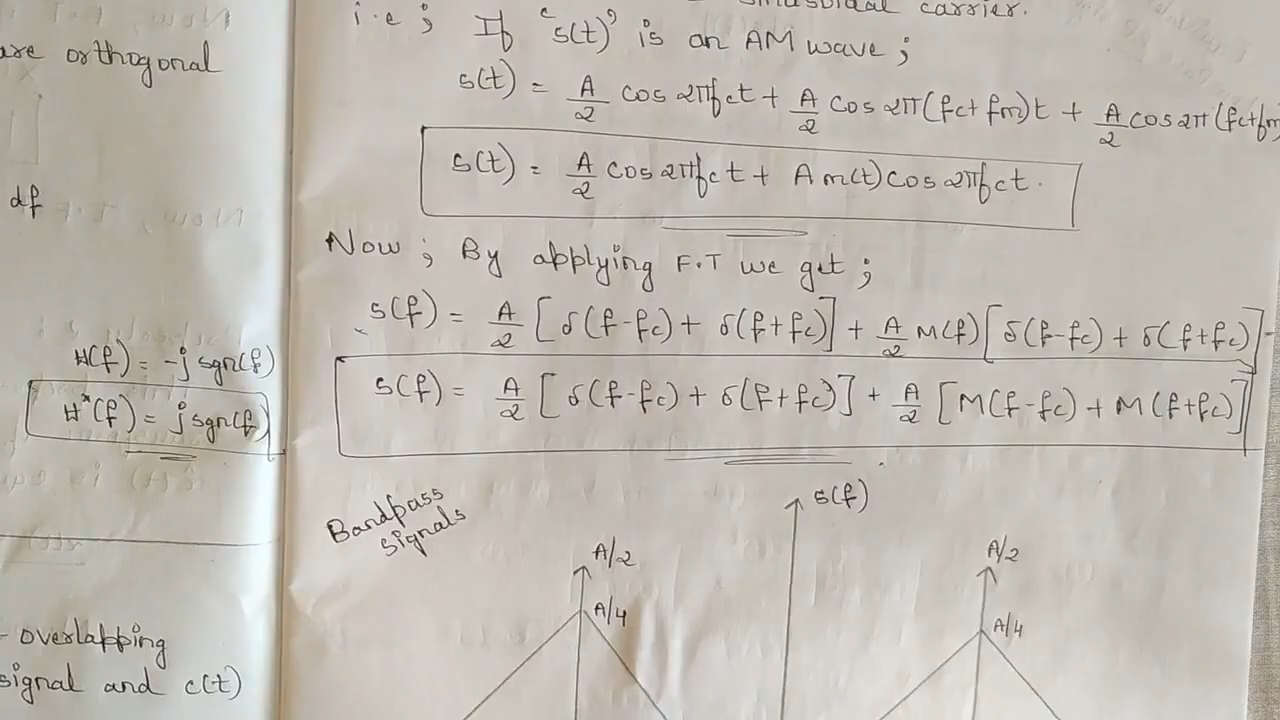 are orthogonal
df
H(f) = -j sgn(f)
H*(f) = j sgn(f)
- overlapping
signal and c(t)
sinusoidal carrier.
i.e ; If 's(t)' is an AM wave ;
s(t) = A/2 cos 2πfct + A/2 cos 2π(fc+fm)t + A/2 cos 2π(fc+fm
s(t) = A/2 cos 2πfct + A m(t) cos 2πfct.
Now ; By applying F.T we get ;
s(f) = A/2 [δ(f-fc) + δ(f+fc)] + A/2 M(f) [δ(f-fc) + δ(f+fc)]
s(f) = A/2 [δ(f-fc) + δ(f+fc)] + A/2 [M(f-fc) + M(f+fc)]
Bandpass
signals
s(f)
A/2
A/4
A/2
A/4